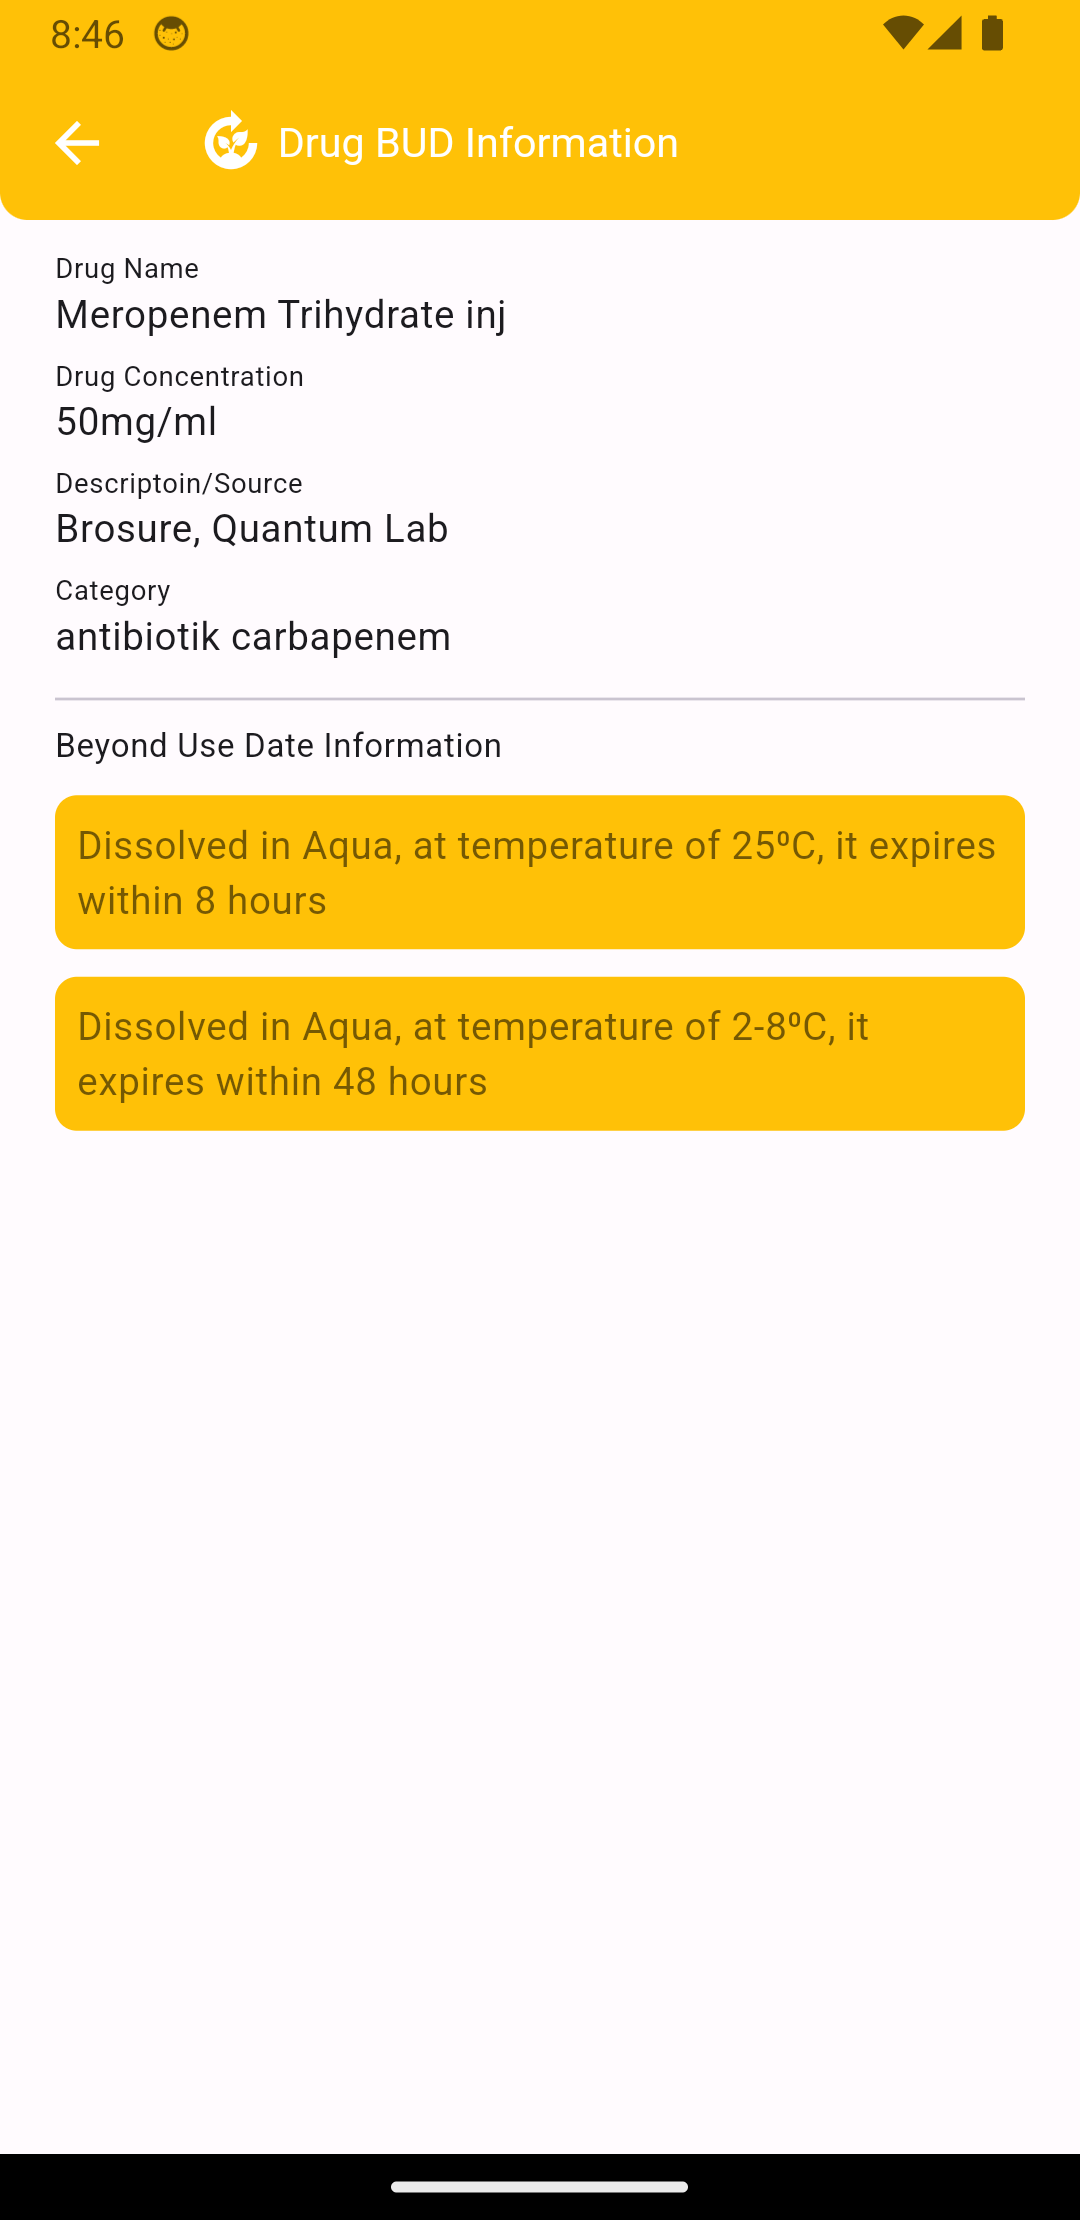 8:46
Drug BUD Information
Drug Name
Meropenem Trihydrate inj
Drug Concentration
50mg/ml
Descriptoin/Source
Brosure, Quantum Lab
Category
antibiotik carbapenem
Beyond Use Date Information
Dissolved in Aqua, at temperature of 25⁰C, it expires
within 8 hours
Dissolved in Aqua, at temperature of 2-8⁰C, it
expires within 48 hours